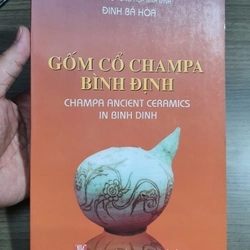 ĐINH BÁ HÒA
GỐM CỔ CHAMPA
BÌNH ĐỊNH
CHAMPA ANCIENT CERAMICS
IN BINH DINH